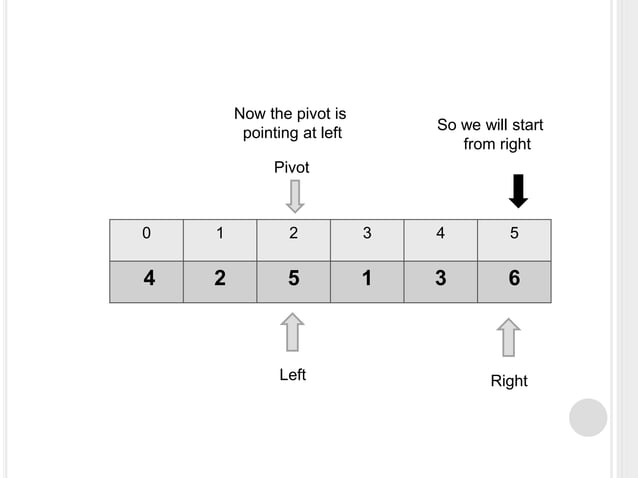 Now the pivot is
pointing at left
So we will start
from right
Pivot
0 1 2 3 4 5
4 2 5 1 3 6
Left
Right